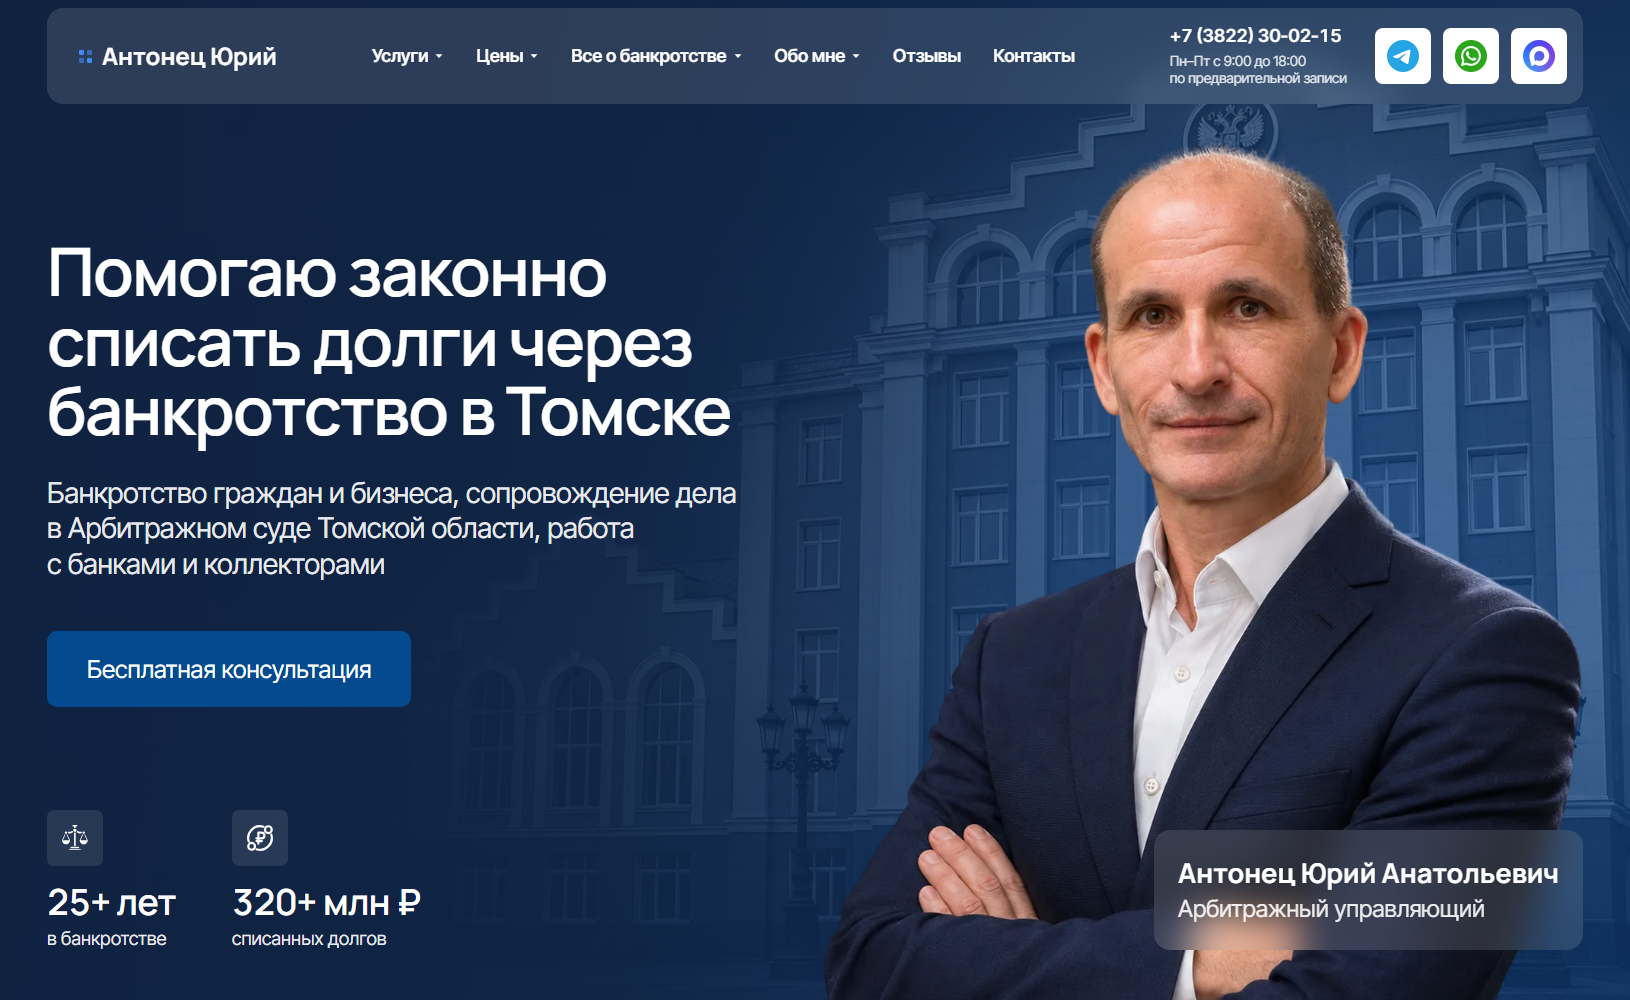 Антонец Юрий
Услуги
Цены
Все о банкротстве
Обо мне
Отзывы
Контакты
+7 (3822) 30-02-15
Пн–Пт с 9:00 до 18:00
по предварительной записи
Помогаю законно
списать долги через
банкротство в Томске
Банкротство граждан и бизнеса, сопровождение дела
в Арбитражном суде Томской области, работа
с банками и коллекторами
Бесплатная консультация
25+ лет
в банкротстве
320+ млн ₽
списанных долгов
Антонец Юрий Анатольевич
Арбитражный управляющий